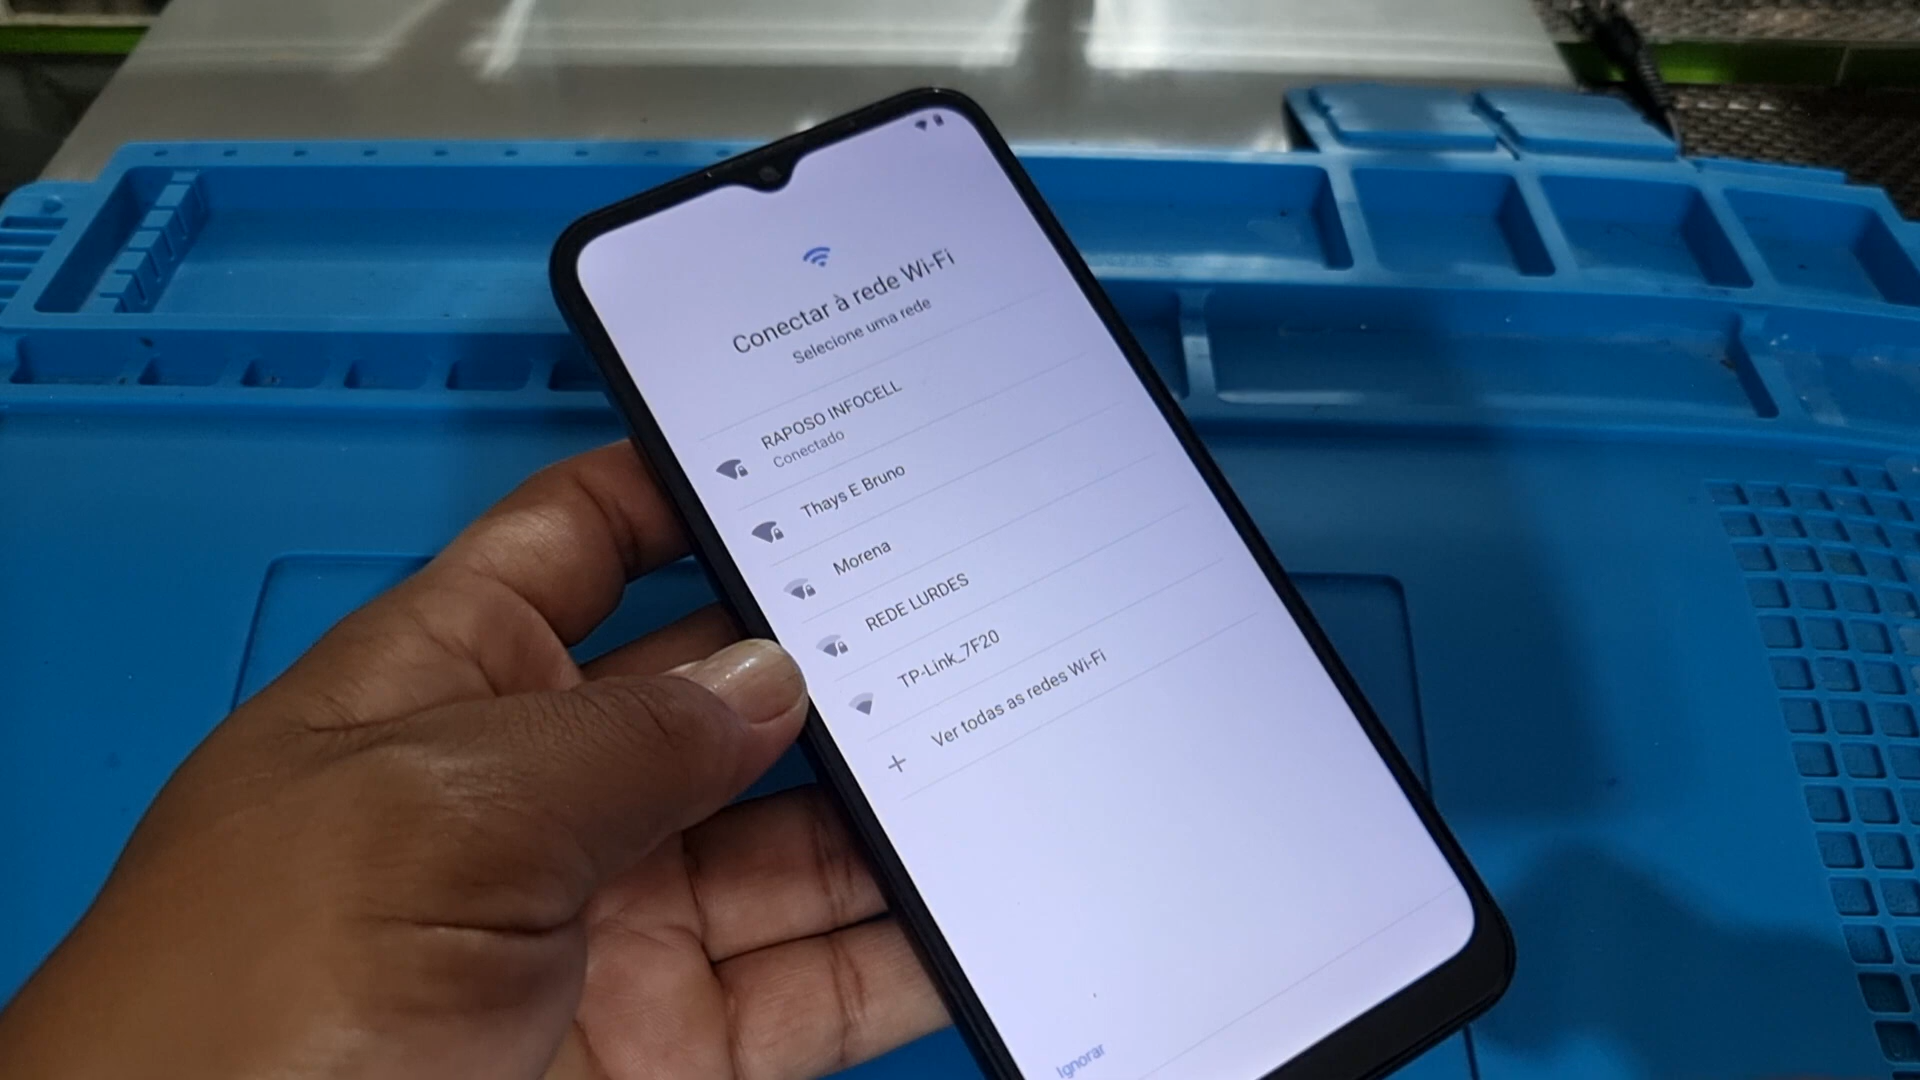 Conectar à rede Wi-Fi
Selecione uma rede
RAPOSO INFOCELL
Conectado
Thays E Bruno
Morena
REDE LURDES
TP-Link_7F20
Ver todas as redes Wi-Fi
Ignorar